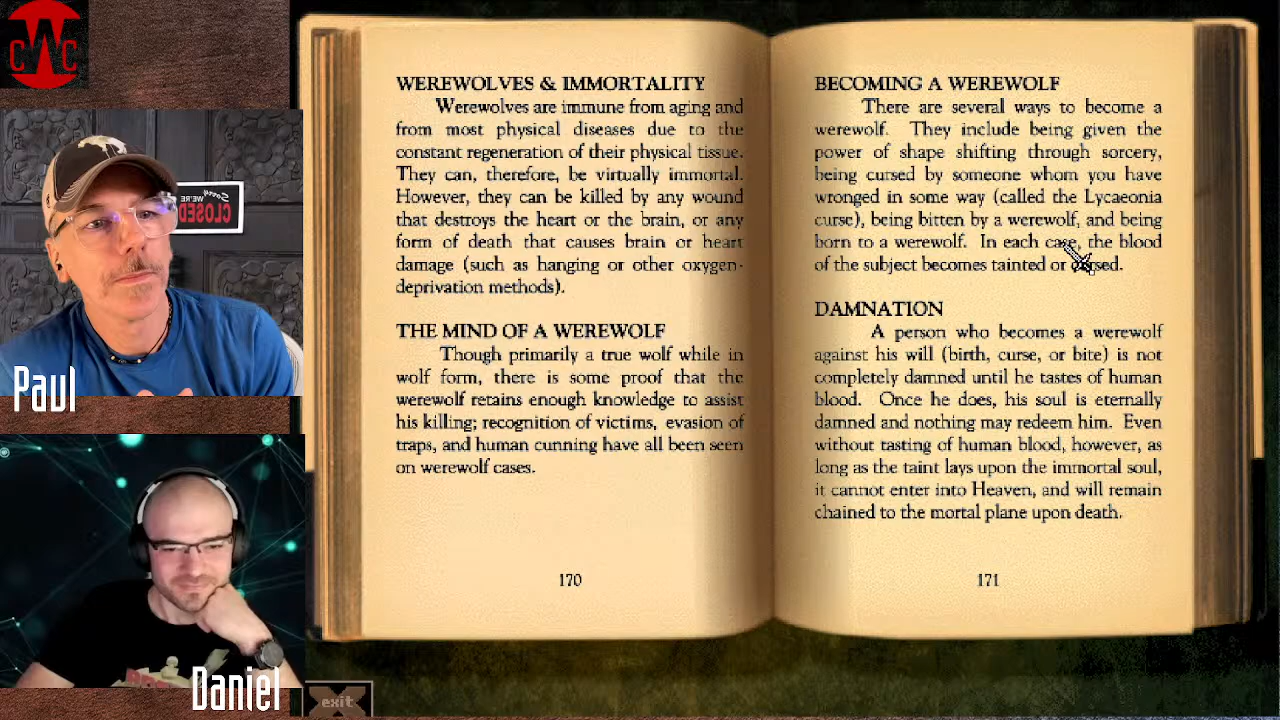 CWC
CLOSED
Paul
Daniel
WEREWOLVES & IMMORTALITY
Werewolves are immune from aging and
from most physical diseases due to the
constant regeneration of their physical tissue.
They can, therefore, be virtually immortal.
However, they can be killed by any wound
that destroys the heart or the brain, or any
form of death that causes brain or heart
damage (such as hanging or other oxygen-
deprivation methods).
THE MIND OF A WEREWOLF
Though primarily a true wolf while in
wolf form, there is some proof that the
werewolf retains enough knowledge to assist
his killing; recognition of victims, evasion of
traps, and human cunning have all been seen
on werewolf cases.
170
BECOMING A WEREWOLF
There are several ways to become a
werewolf. They include being given the
power of shape shifting through sorcery,
being cursed by someone whom you have
wronged in some way (called the Lycaeonia
curse), being bitten by a werewolf, and being
born to a werewolf. In each case, the blood
of the subject becomes tainted or cursed.
DAMNATION
A person who becomes a werewolf
against his will (birth, curse, or bite) is not
completely damned until he tastes of human
blood. Once he does, his soul is eternally
damned and nothing may redeem him. Even
without tasting of human blood, however, as
long as the taint lays upon the immortal soul,
it cannot enter into Heaven, and will remain
chained to the mortal plane upon death.
171
exit